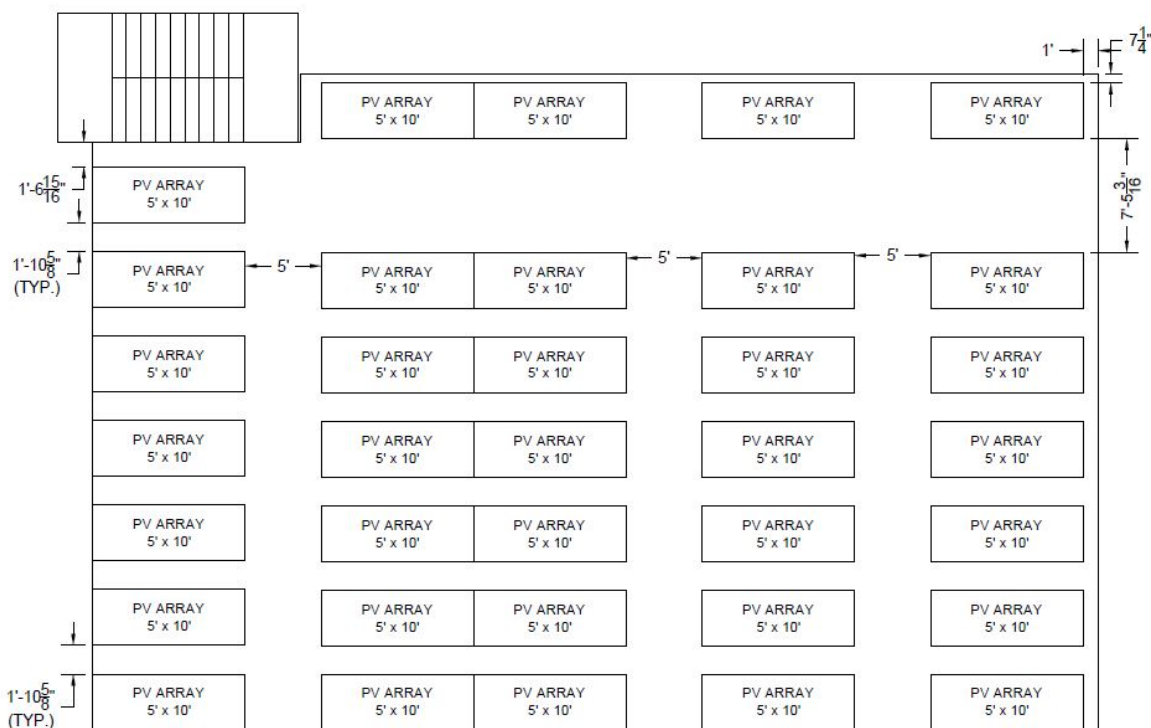 1'
7 1/4"
PV ARRAY
5' x 10'
PV ARRAY
5' x 10'
PV ARRAY
5' x 10'
PV ARRAY
5' x 10'
7'-5 3/16"
1'-6 15/16"
PV ARRAY
5' x 10'
1'-10 5/8"
(TYP.)
PV ARRAY
5' x 10'
5'
PV ARRAY
5' x 10'
PV ARRAY
5' x 10'
5'
PV ARRAY
5' x 10'
5'
PV ARRAY
5' x 10'
PV ARRAY
5' x 10'
PV ARRAY
5' x 10'
PV ARRAY
5' x 10'
PV ARRAY
5' x 10'
PV ARRAY
5' x 10'
PV ARRAY
5' x 10'
PV ARRAY
5' x 10'
PV ARRAY
5' x 10'
PV ARRAY
5' x 10'
PV ARRAY
5' x 10'
PV ARRAY
5' x 10'
PV ARRAY
5' x 10'
PV ARRAY
5' x 10'
PV ARRAY
5' x 10'
PV ARRAY
5' x 10'
PV ARRAY
5' x 10'
PV ARRAY
5' x 10'
PV ARRAY
5' x 10'
PV ARRAY
5' x 10'
PV ARRAY
5' x 10'
1'-10 5/8"
(TYP.)
PV ARRAY
5' x 10'
PV ARRAY
5' x 10'
PV ARRAY
5' x 10'
PV ARRAY
5' x 10'
PV ARRAY
5' x 10'